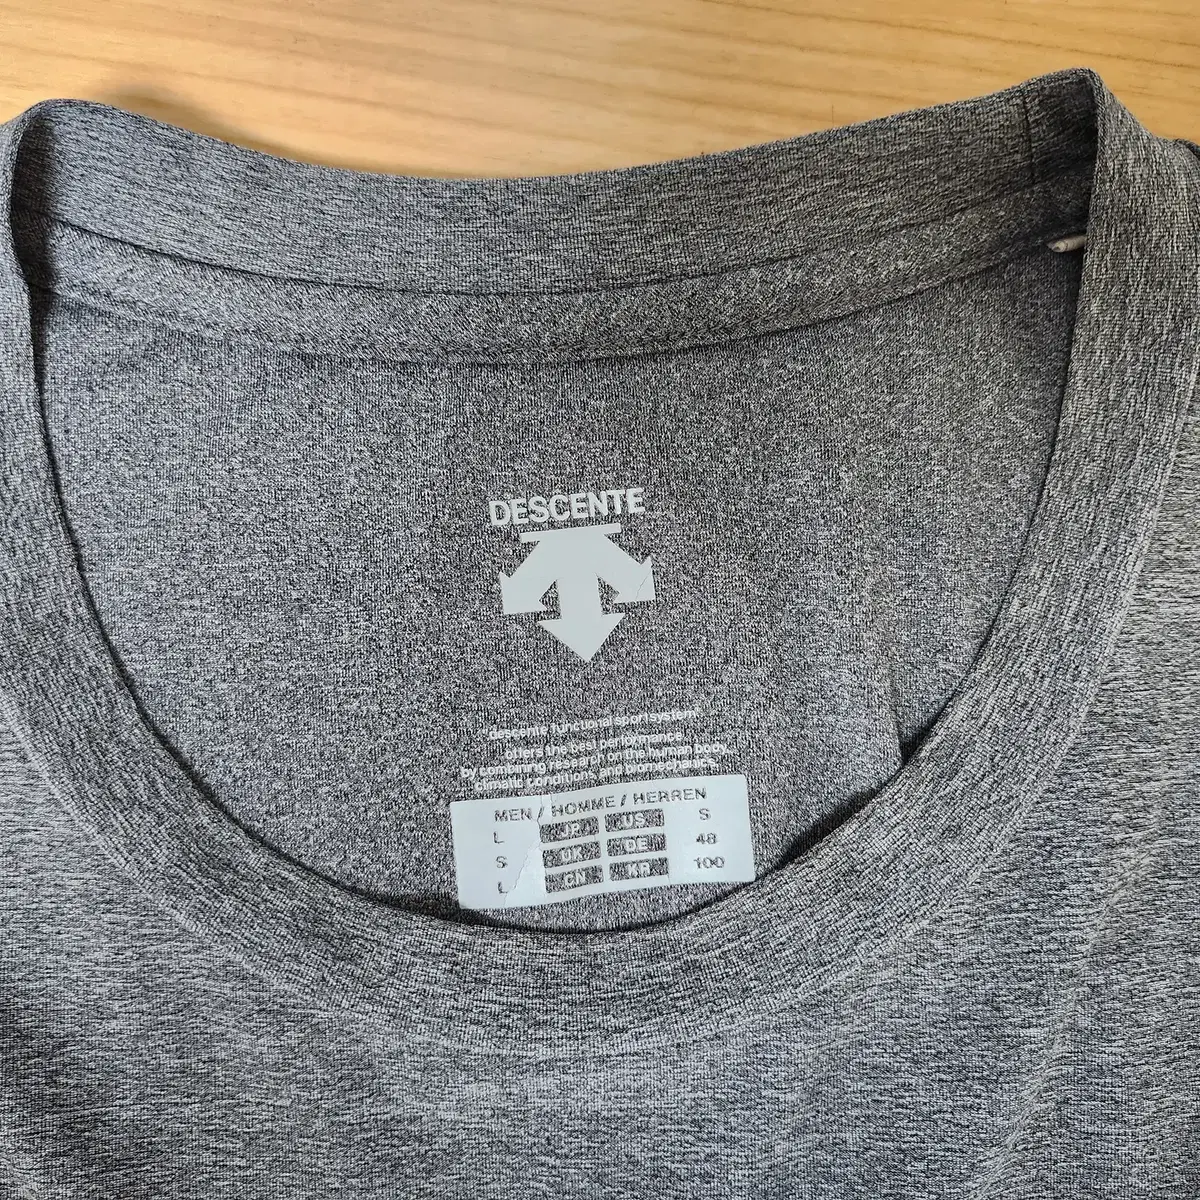 DESCENTE
"descente functional sport system"
offers the best performance
by combining research on the human body,
climate conditions and biomechanics.
MEN / HOMME / HERREN
L JP US S
S UK DE 48
L CN KR 100